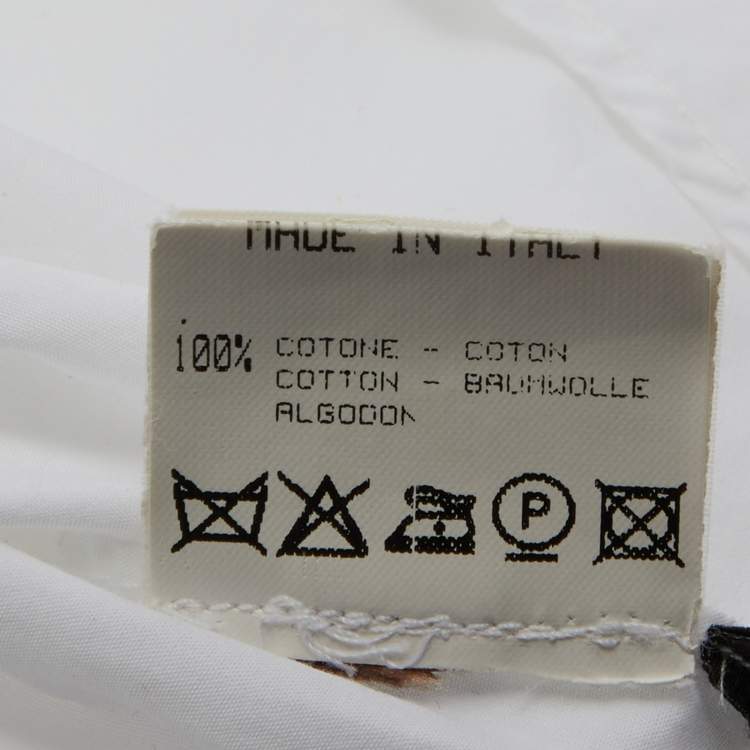 MADE IN ITALY
100% COTONE - COTON
COTTON - BAUMWOLLE
ALGODON
P